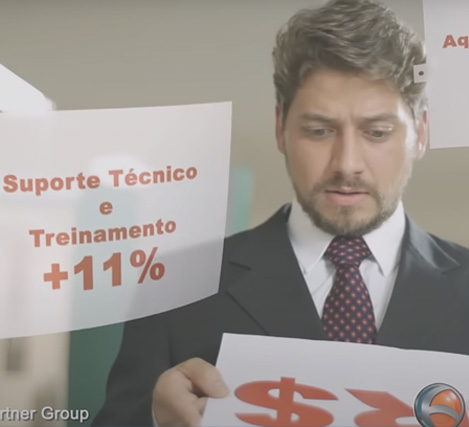 Aq
Suporte Técnico
e
Treinamento
+11%
$
rtner Group